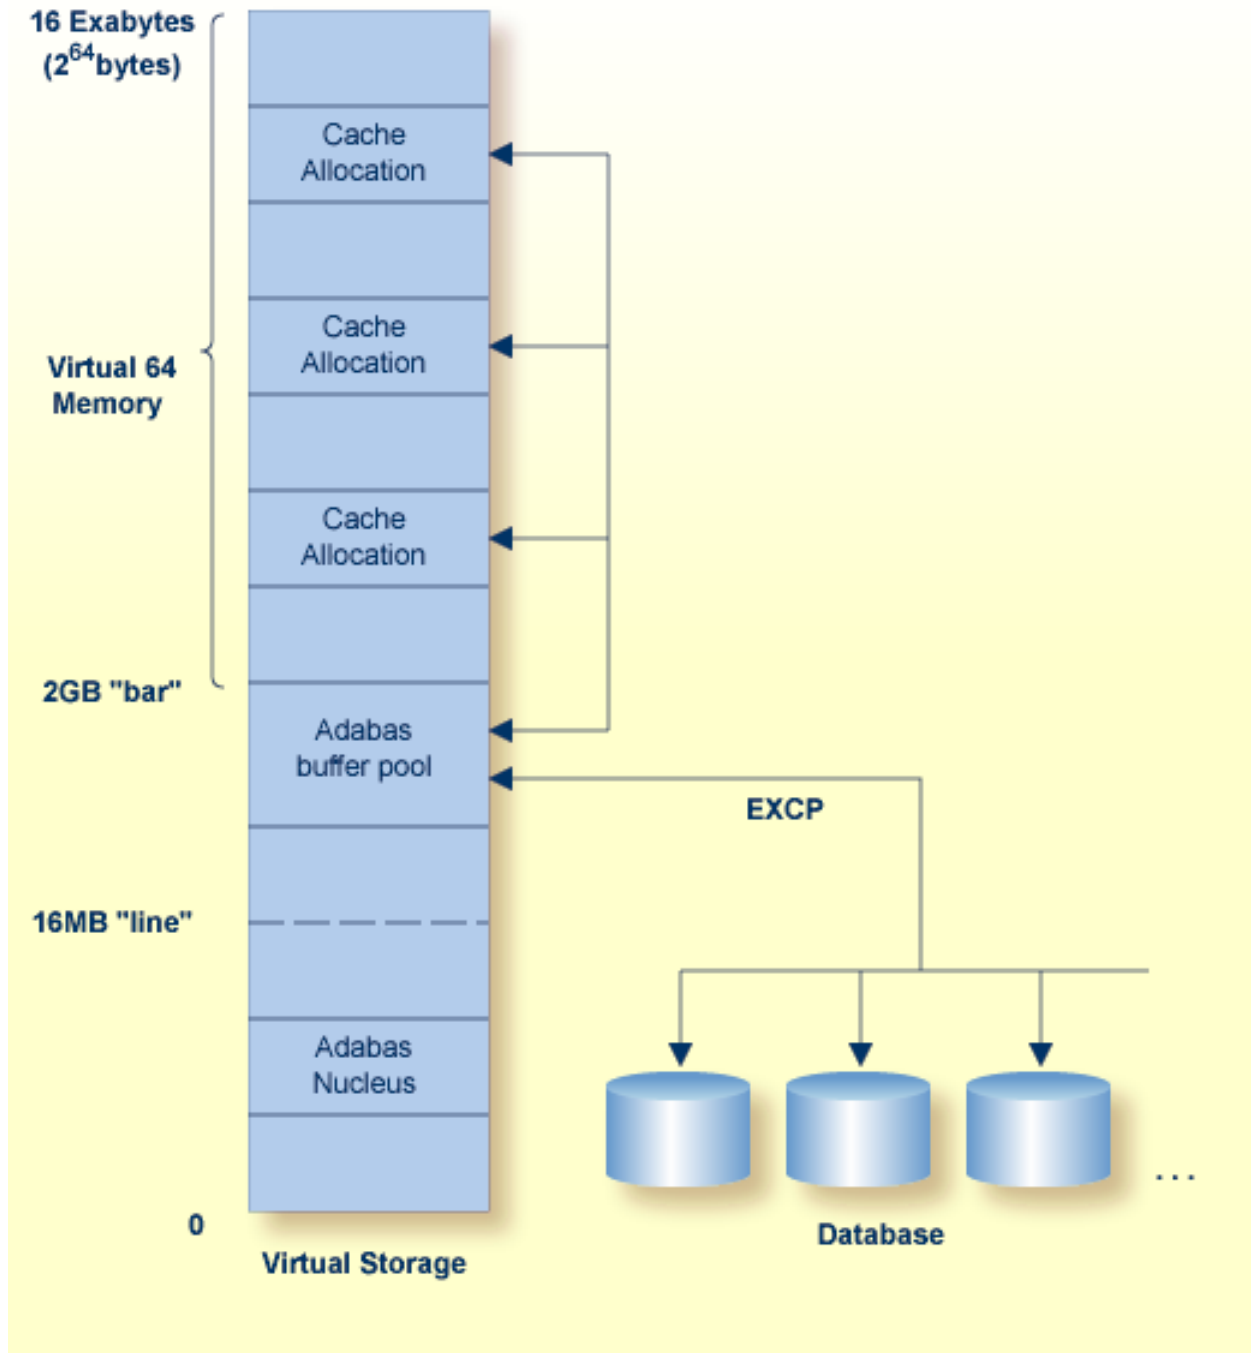 16 Exabytes
(2^64 bytes)
Cache
Allocation
Cache
Allocation
Virtual 64
Memory
Cache
Allocation
2GB "bar"
Adabas
buffer pool
EXCP
16MB "line"
Adabas
Nucleus
. . .
0
Database
Virtual Storage